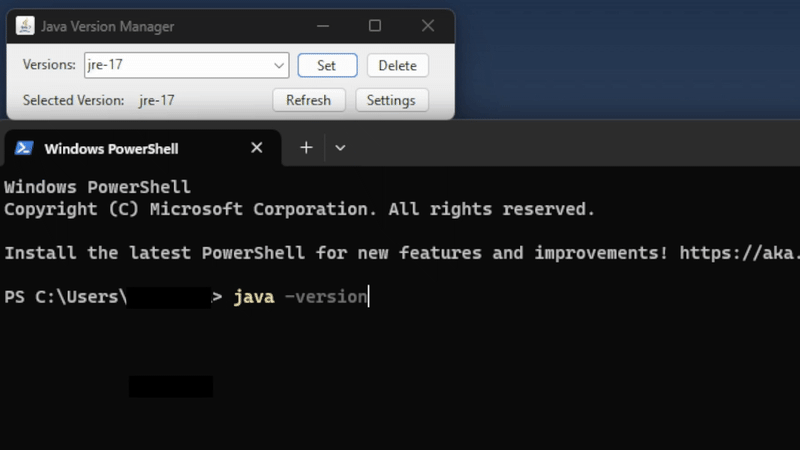 Java Version Manager
Versions: jre-17 Set Delete
Selected Version: jre-17 Refresh Settings
Windows PowerShell
Windows PowerShell
Copyright (C) Microsoft Corporation. All rights reserved.
Install the latest PowerShell for new features and improvements! https://aka.
PS C:\Users\ > java -version